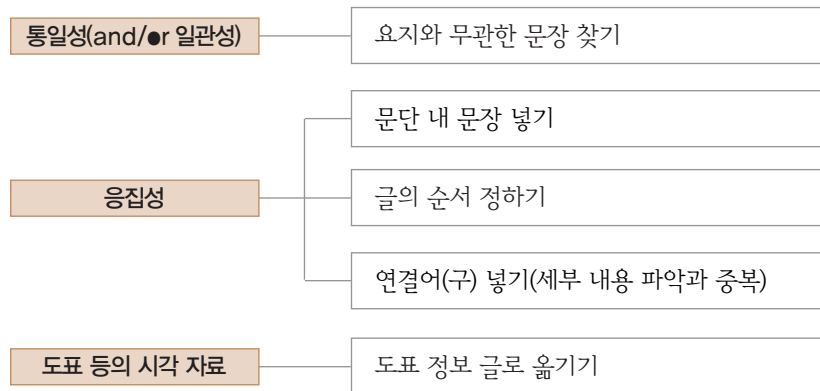 통일성(and/or 일관성)
요지와 무관한 문장 찾기
문단 내 문장 넣기
응집성
글의 순서 정하기
연결어(구) 넣기(세부 내용 파악과 중복)
도표 등의 시각 자료
도표 정보 글로 옮기기